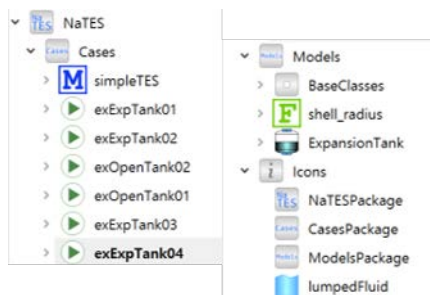 NaTES
Cases
simpleTES
exExpTank01
exExpTank02
exOpenTank02
exOpenTank01
exExpTank03
exExpTank04
Models
BaseClasses
shell_radius
ExpansionTank
Icons
NaTESPackage
CasesPackage
ModelsPackage
lumpedFluid